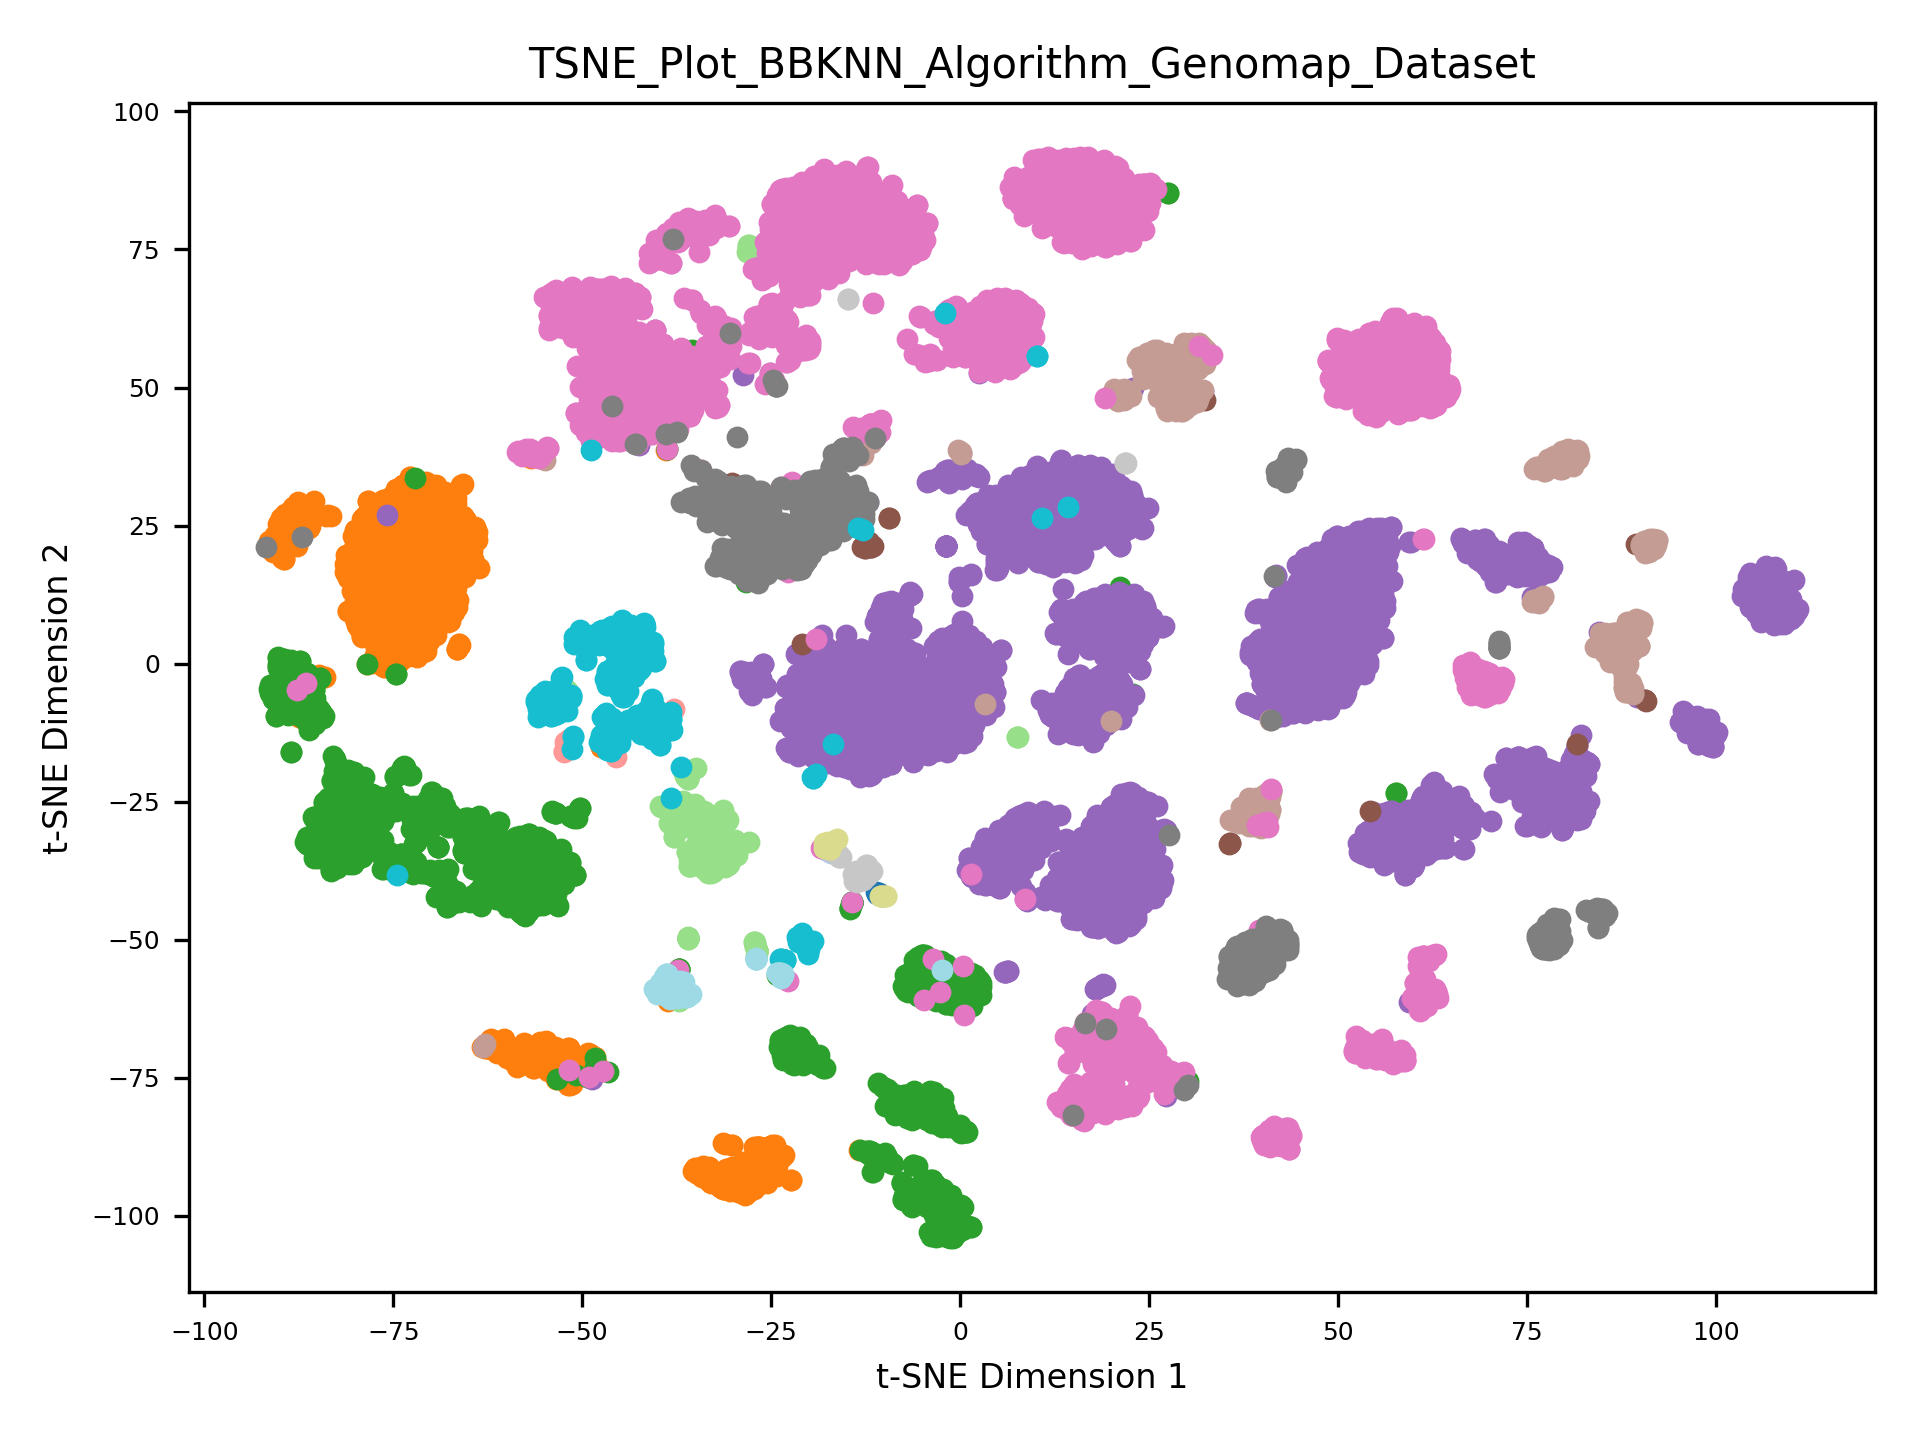 TSNE_Plot_BBKNN_Algorithm_Genomap_Dataset
100
75
50
25
0
−25
−50
−75
−100
t-SNE Dimension 2
−100 −75 −50 −25 0 25 50 75 100
t-SNE Dimension 1